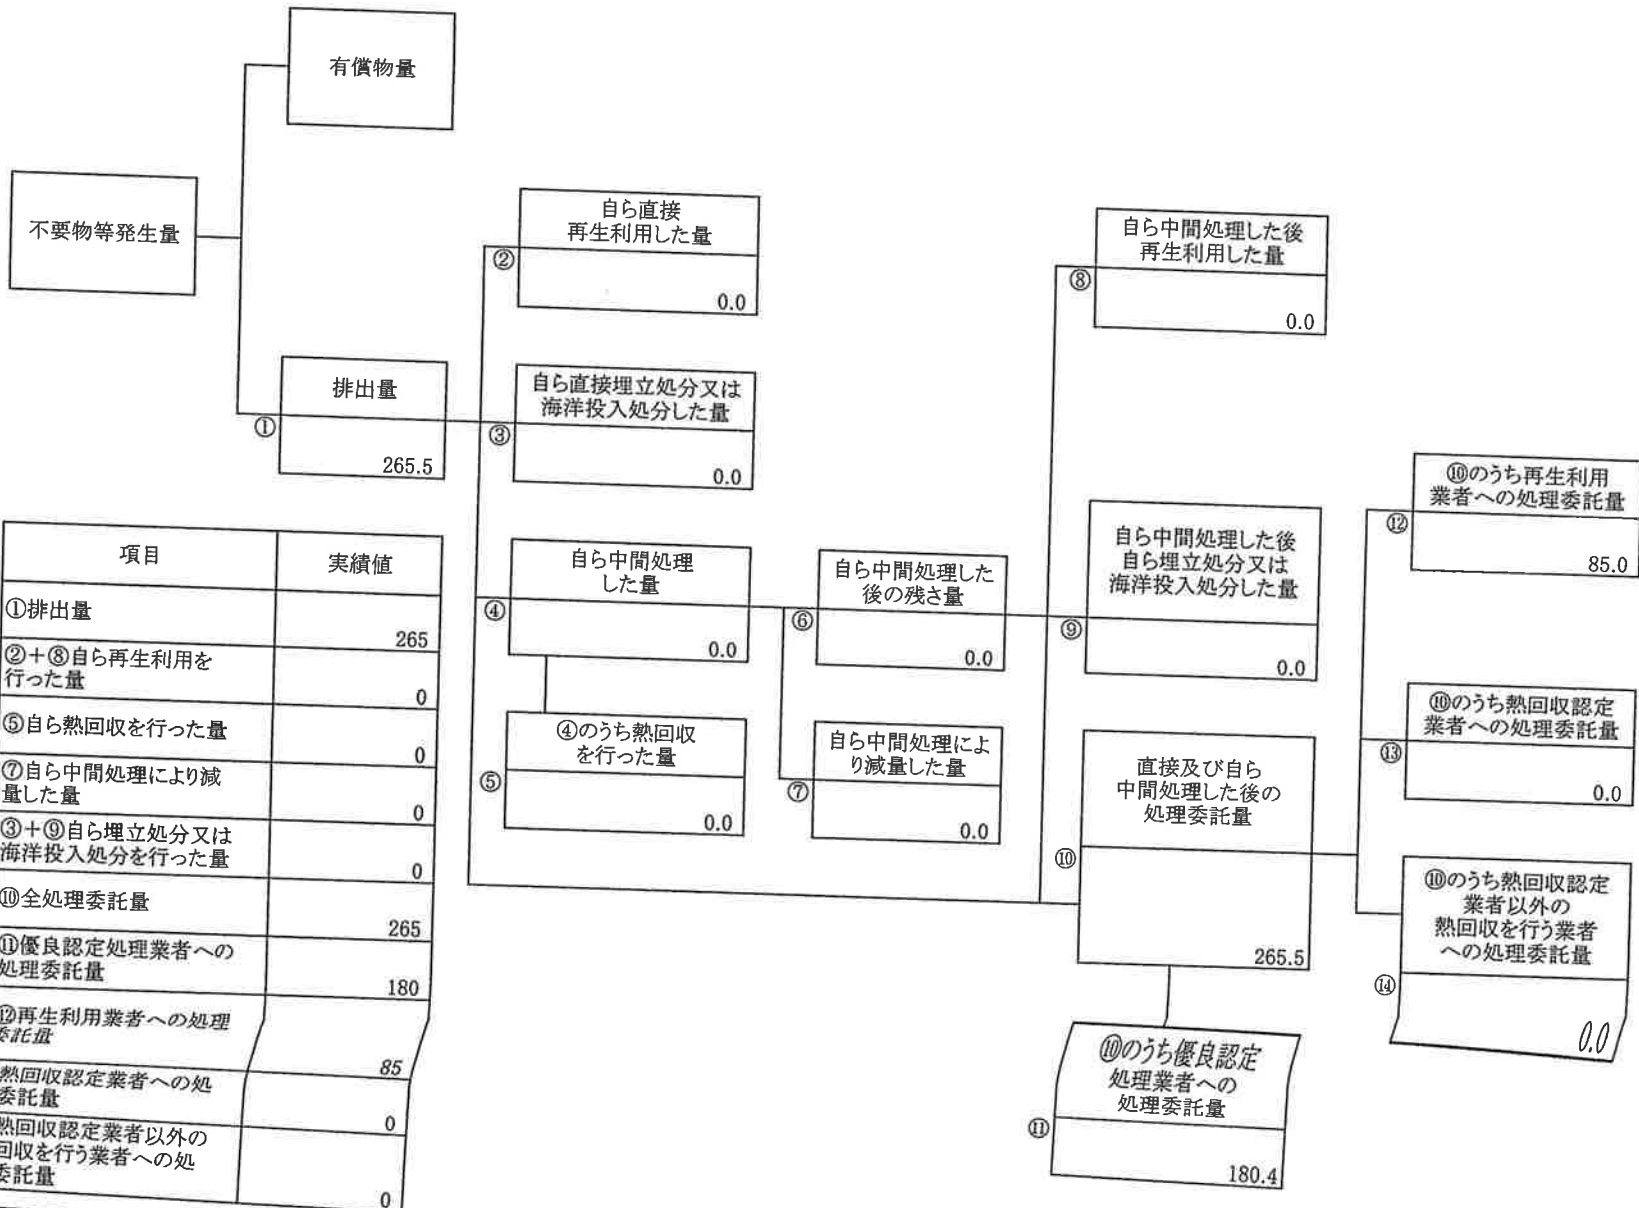 有償物量
不要物等発生量
排出量
①
265.5
自ら直接
再生利用した量
②
0.0
自ら直接埋立処分又は
海洋投入処分した量
③
0.0
自ら中間処理
した量
④
0.0
④のうち熱回収
を行った量
⑤
0.0
自ら中間処理した
後の残さ量
⑥
0.0
自ら中間処理によ
り減量した量
⑦
0.0
自ら中間処理した後
再生利用した量
⑧
0.0
自ら中間処理した後
自ら埋立処分又は
海洋投入処分した量
⑨
0.0
直接及び自ら
中間処理した後の
処理委託量
⑩
265.5
⑩のうち優良認定
処理業者への
処理委託量
⑪
180.4
⑩のうち再生利用
業者への処理委託量
⑫
85.0
⑩のうち熱回収認定
業者への処理委託量
⑬
0.0
⑩のうち熱回収認定
業者以外の
熱回収を行う業者
への処理委託量
⑭
0.0
項目 実績値
①排出量
265
②+⑧自ら再生利用を
行った量
0
⑤自ら熱回収を行った量
0
⑦自ら中間処理により減
量した量
0
③+⑨自ら埋立処分又は
海洋投入処分を行った量
0
⑩全処理委託量
265
⑪優良認定処理業者への
処理委託量
180
⑫再生利用業者への処理
委託量
85
熱回収認定業者への処
委託量
0
熱回収認定業者以外の
回収を行う業者への処
委託量
0